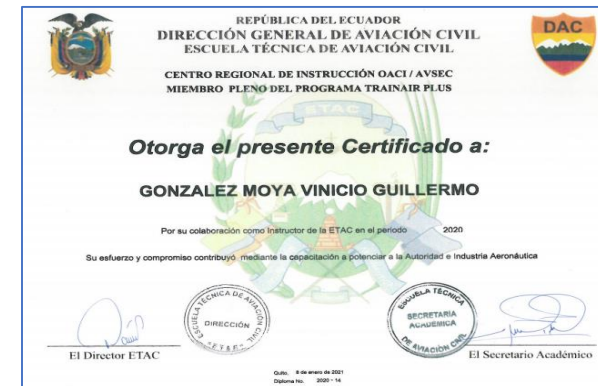 REPÚBLICA DEL ECUADOR
DIRECCIÓN GENERAL DE AVIACIÓN CIVIL
ESCUELA TÉCNICA DE AVIACIÓN CIVIL
DAC
CENTRO REGIONAL DE INSTRUCCIÓN OACI / AVSEC
MIEMBRO PLENO DEL PROGRAMA TRAINAIR PLUS
ETAC
Otorga el presente Certificado a:
GONZALEZ MOYA VINICIO GUILLERMO
Por su colaboración como Instructor de la ETAC en el periodo 2020
Su esfuerzo y compromiso contribuyó mediante la capacitación a potenciar a la Autoridad e Industria Aeronáutica
ESCUELA TÉCNICA DE AVIACIÓN CIVIL
DIRECCIÓN
ESCUELA TÉCNICA
SECRETARÍA
ACADÉMICA
DE AVIACIÓN CIVIL
El Director ETAC
El Secretario Académico
Quito, 8 de enero de 2021
Diploma No. 2020 - 14